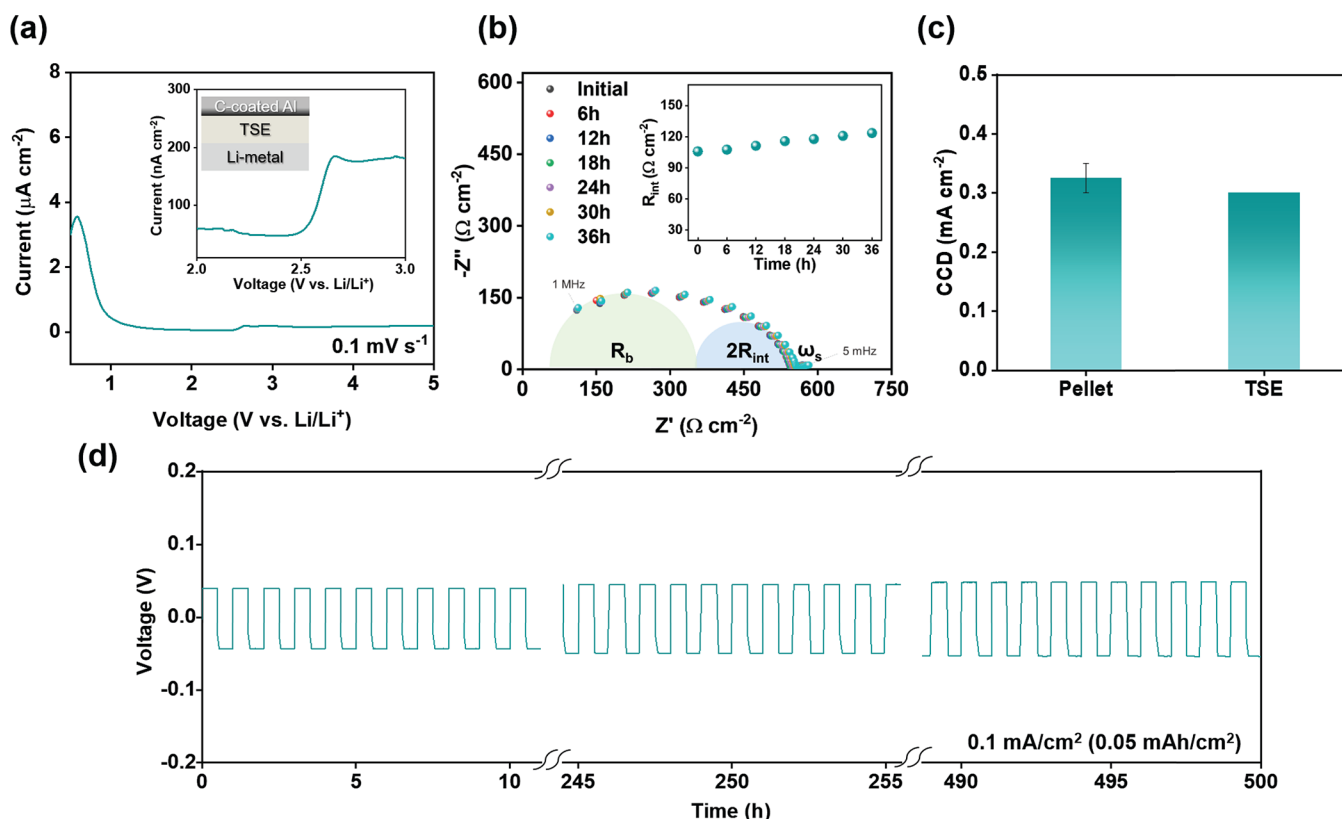 (a)
8
6
4
2
0
Current (μA cm⁻²)
1
2
3
4
5
Voltage (V vs. Li/Li⁺)
0.1 mV s⁻¹
300
200
100
Current (nA cm⁻²)
2.0
2.5
3.0
Voltage (V vs. Li/Li⁺)
C-coated Al
TSE
Li-metal
(b)
600
450
300
150
0
-Z'' (Ω cm⁻²)
0
150
300
450
600
750
Z' (Ω cm⁻²)
Initial
6h
12h
18h
24h
30h
36h
1 MHz
R_b
2R_int
ω_s
5 mHz
150
120
90
60
30
R_int (Ω cm⁻²)
0
6
12
18
24
30
36
Time (h)
(c)
0.5
0.4
0.3
0.2
0.1
0.0
CCD (mA cm⁻²)
Pellet
TSE
(d)
0.2
0.1
0.0
-0.1
-0.2
Voltage (V)
0
5
10
245
250
255
490
495
500
Time (h)
0.1 mA/cm² (0.05 mAh/cm²)